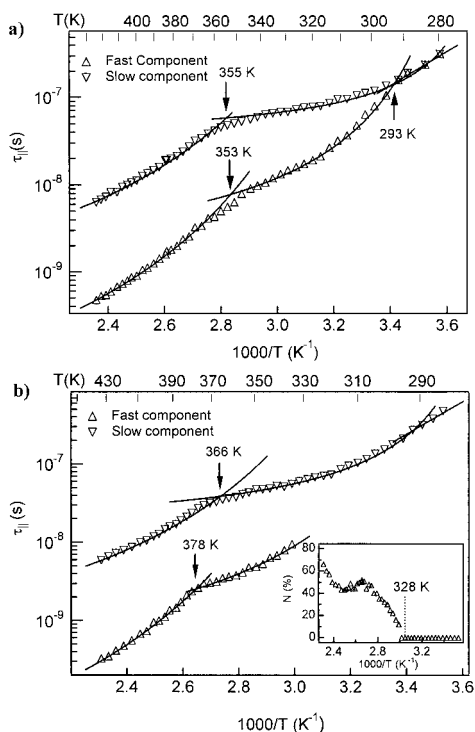 a) T(K) 400 380 360 340 320 300 280
△ Fast Component
▽ Slow component
355 K
353 K
293 K
τ||(s)
10⁻⁷
10⁻⁸
10⁻⁹
2.4 2.6 2.8 3.0 3.2 3.4 3.6
1000/T (K⁻¹)
b) T(K) 430 410 390 370 350 330 310 290
△ Fast component
▽ Slow component
366 K
378 K
τ||(s)
10⁻⁷
10⁻⁸
10⁻⁹
N (%)
80
60
40
20
0
328 K
2.4 2.8 3.2
1000/T (K⁻¹)
2.4 2.6 2.8 3.0 3.2 3.4 3.6
1000/T (K⁻¹)